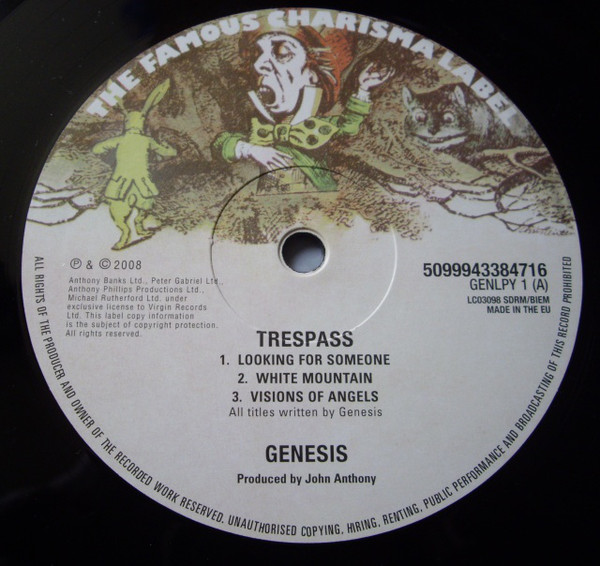 THE FAMOUS CHARISMA LABEL
℗ & © 2008
Anthony Banks Ltd., Peter Gabriel Ltd.,
Anthony Phillips Productions Ltd.,
Michael Rutherford Ltd. under
exclusive license to Virgin Records
Ltd. This label copy information
is the subject of copyright protection.
All rights reserved.
5099943384716
GENLPY 1 (A)
LC03098 SDRM/BIEM
MADE IN THE EU
TRESPASS
1. LOOKING FOR SOMEONE
2. WHITE MOUNTAIN
3. VISIONS OF ANGELS
All titles written by Genesis
GENESIS
Produced by John Anthony
ALL RIGHTS OF THE PRODUCER AND OWNER OF THE RECORDED WORK RESERVED. UNAUTHORISED COPYING, HIRING, RENTING, PUBLIC PERFORMANCE AND BROADCASTING OF THIS RECORD PROHIBITED